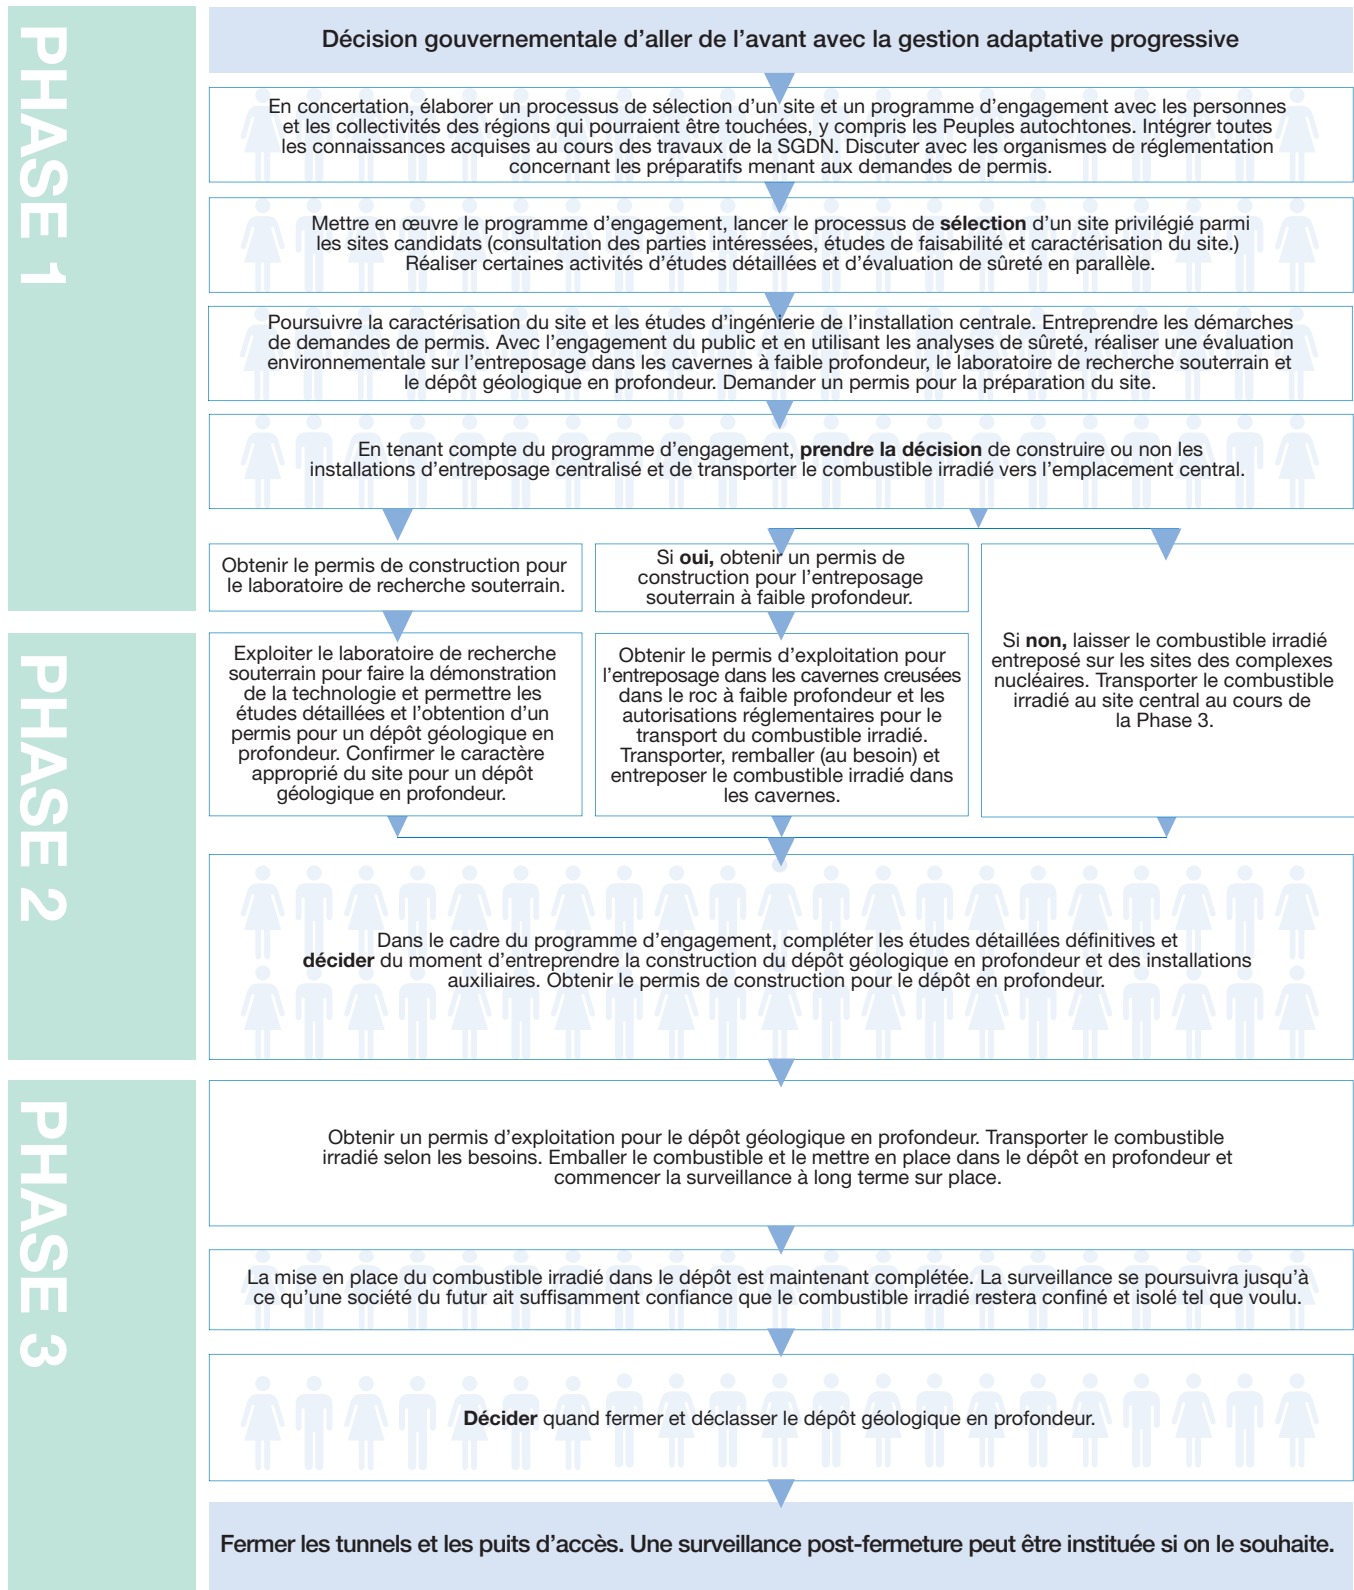 PHASE 1
Décision gouvernementale d’aller de l’avant avec la gestion adaptative progressive
En concertation, élaborer un processus de sélection d’un site et un programme d’engagement avec les personnes
et les collectivités des régions qui pourraient être touchées, y compris les Peuples autochtones. Intégrer toutes
les connaissances acquises au cours des travaux de la SGDN. Discuter avec les organismes de réglementation
concernant les préparatifs menant aux demandes de permis.
Mettre en œuvre le programme d’engagement, lancer le processus de sélection d’un site privilégié parmi
les sites candidats (consultation des parties intéressées, études de faisabilité et caractérisation du site.)
Réaliser certaines activités d’études détaillées et d’évaluation de sûreté en parallèle.
Poursuivre la caractérisation du site et les études d’ingénierie de l’installation centrale. Entreprendre les démarches
de demandes de permis. Avec l’engagement du public et en utilisant les analyses de sûreté, réaliser une évaluation
environnementale sur l’entreposage dans les cavernes à faible profondeur, le laboratoire de recherche souterrain et
le dépôt géologique en profondeur. Demander un permis pour la préparation du site.
En tenant compte du programme d’engagement, prendre la décision de construire ou non les
installations d’entreposage centralisé et de transporter le combustible irradié vers l’emplacement central.
Obtenir le permis de construction pour
le laboratoire de recherche souterrain.
Si oui, obtenir un permis de
construction pour l’entreposage
souterrain à faible profondeur.
Si non, laisser le combustible irradié
entreposé sur les sites des complexes
nucléaires. Transporter le combustible
irradié au site central au cours de
la Phase 3.
PHASE 2
Exploiter le laboratoire de recherche
souterrain pour faire la démonstration
de la technologie et permettre les
études détaillées et l’obtention d’un
permis pour un dépôt géologique en
profondeur. Confirmer le caractère
approprié du site pour un dépôt
géologique en profondeur.
Obtenir le permis d’exploitation pour
l’entreposage dans les cavernes creusées
dans le roc à faible profondeur et les
autorisations réglementaires pour le
transport du combustible irradié.
Transporter, remballer (au besoin) et
entreposer le combustible irradié dans
les cavernes.
Dans le cadre du programme d’engagement, compléter les études détaillées définitives et
décider du moment d’entreprendre la construction du dépôt géologique en profondeur et des installations
auxiliaires. Obtenir le permis de construction pour le dépôt en profondeur.
PHASE 3
Obtenir un permis d’exploitation pour le dépôt géologique en profondeur. Transporter le combustible
irradié selon les besoins. Emballer le combustible et le mettre en place dans le dépôt en profondeur et
commencer la surveillance à long terme sur place.
La mise en place du combustible irradié dans le dépôt est maintenant complétée. La surveillance se poursuivra jusqu’à
ce qu’une société du futur ait suffisamment confiance que le combustible irradié restera confiné et isolé tel que voulu.
Décider quand fermer et déclasser le dépôt géologique en profondeur.
Fermer les tunnels et les puits d’accès. Une surveillance post-fermeture peut être instituée si on le souhaite.